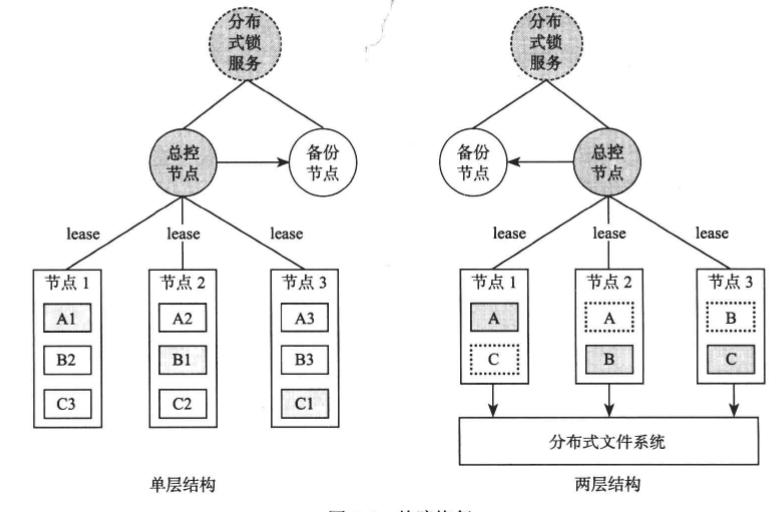 分布
式锁
服务
总控
节点
备份
节点
lease
lease
lease
节点 1
A1
B2
C3
节点 2
A2
B1
C2
节点 3
A3
B3
C1
单层结构
分布
式锁
服务
备份
节点
总控
节点
lease
lease
lease
节点 1
A
C
节点 2
A
B
节点 3
B
C
分布式文件系统
两层结构